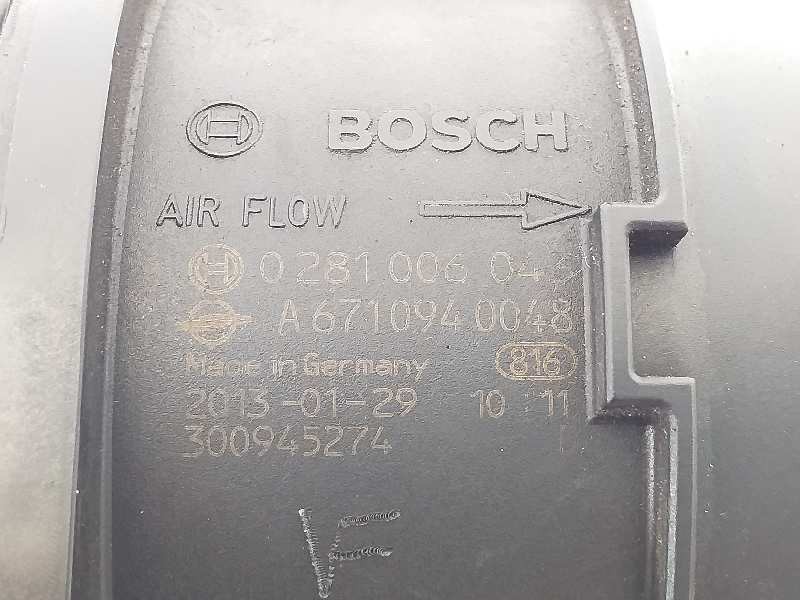 BOSCH
AIR FLOW
0 281 006 04
A 671 094 0048
Made in Germany 816
2013-01-29 10 11
300945274